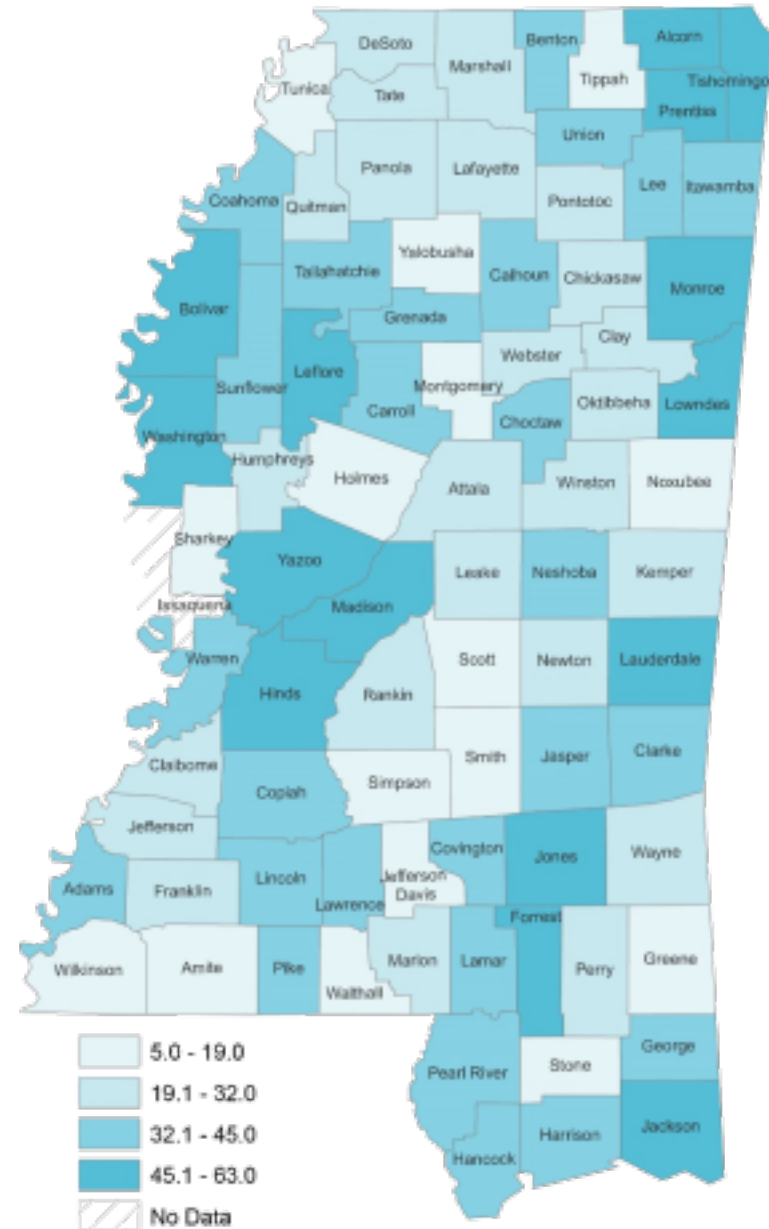 DeSoto
Benton
Alcorn
Marshall
Tippah
Tishomingo
Tunica
Tate
Prentiss
Union
Panola
Lafayette
Lee
Itawamba
Coahoma
Quitman
Pontotoc
Yalobusha
Tallahatchie
Calhoun
Chickasaw
Monroe
Bolivar
Grenada
Clay
Webster
Leflore
Sunflower
Montgomery
Oktibbeha
Lowndes
Carroll
Choctaw
Washington
Humphreys
Holmes
Attala
Winston
Noxubee
Sharkey
Yazoo
Leake
Neshoba
Kemper
Issaquena
Madison
Warren
Scott
Newton
Lauderdale
Hinds
Rankin
Smith
Jasper
Clarke
Claiborne
Simpson
Copiah
Jefferson
Covington
Jones
Wayne
Adams
Franklin
Lincoln
Lawrence
Jefferson
Davis
Forrest
Wilkinson
Amite
Pike
Walthall
Marion
Lamar
Perry
Greene
Pearl River
Stone
George
Hancock
Harrison
Jackson
5.0 - 19.0
19.1 - 32.0
32.1 - 45.0
45.1 - 63.0
No Data